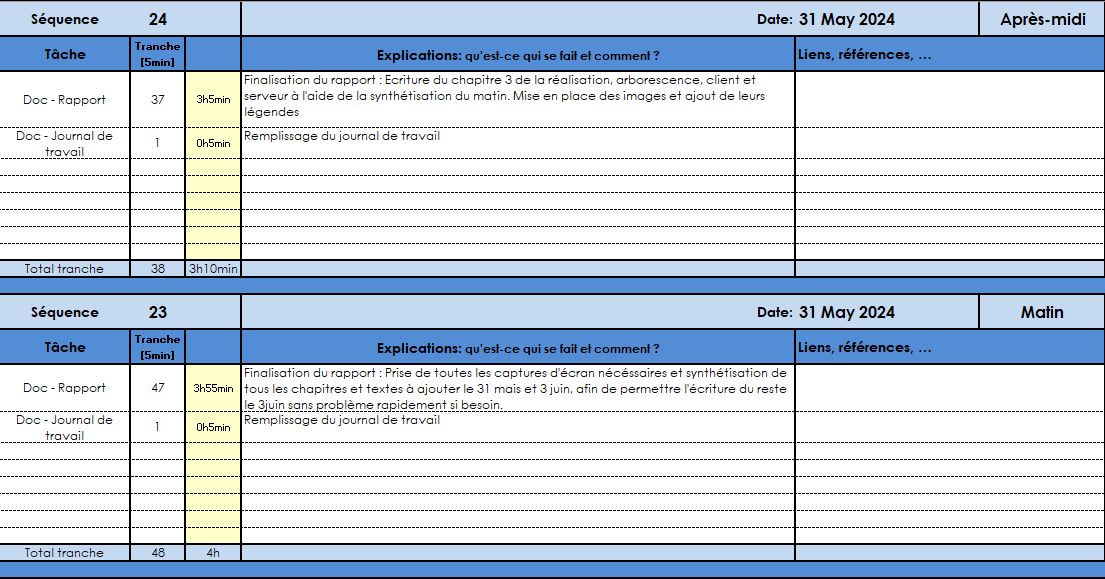 Séquence 24 Date: 31 May 2024 Après-midi
Tâche Tranche [5min] Explications: qu'est-ce qui se fait et comment ? Liens, références, ...
Doc - Rapport 37 3h5min Finalisation du rapport : Ecriture du chapitre 3 de la réalisation, arborescence, client et
serveur à l'aide de la synthétisation du matin. Mise en place des images et ajout de leurs
légendes
Doc - Journal de travail 1 0h5min Remplissage du journal de travail
Total tranche 38 3h10min
Séquence 23 Date: 31 May 2024 Matin
Tâche Tranche [5min] Explications: qu'est-ce qui se fait et comment ? Liens, références, ...
Doc - Rapport 47 3h55min Finalisation du rapport : Prise de toutes les captures d'écran nécéssaires et synthétisation de
tous les chapitres et textes à ajouter le 31 mais et 3 juin, afin de permettre l'écriture du reste
le 3juin sans problème rapidement si besoin.
Doc - Journal de travail 1 0h5min Remplissage du journal de travail
Total tranche 48 4h